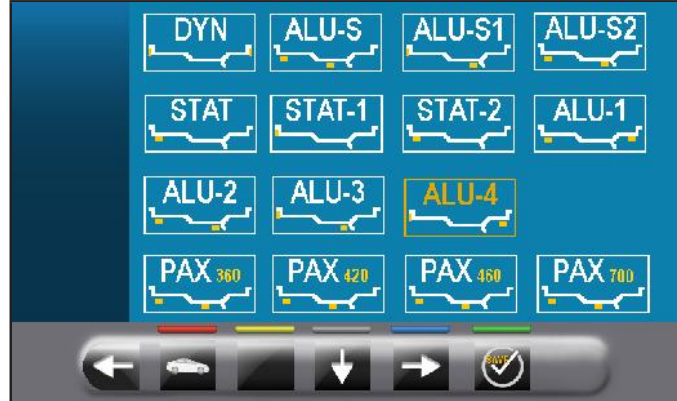 DYN ALU-S ALU-S1 ALU-S2
STAT STAT-1 STAT-2 ALU-1
ALU-2 ALU-3 ALU-4
PAX 360 PAX 420 PAX 460 PAX 700
SAVE